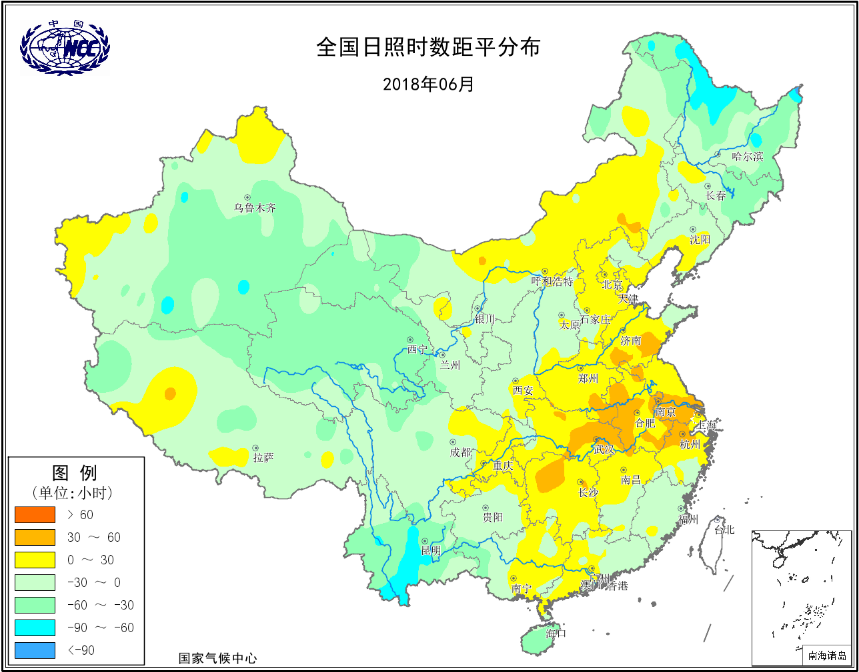 中 国
NCC
全国日照时数距平分布
2018年06月
哈尔滨
长春
乌鲁木齐
沈阳
呼和浩特
北京
天津
银川
石家庄
太原
济南
西宁
兰州
郑州
西安
南京
合肥
上海
成都
武汉
杭州
拉萨
重庆
南昌
长沙
贵阳
福州
台北
昆明
广州
南宁
澳门
香港
海口
图 例
(单位:小时)
> 60
30 ～ 60
0 ～ 30
-30 ～ 0
-60 ～ -30
-90 ～ -60
<-90
南海诸岛
国家气候中心